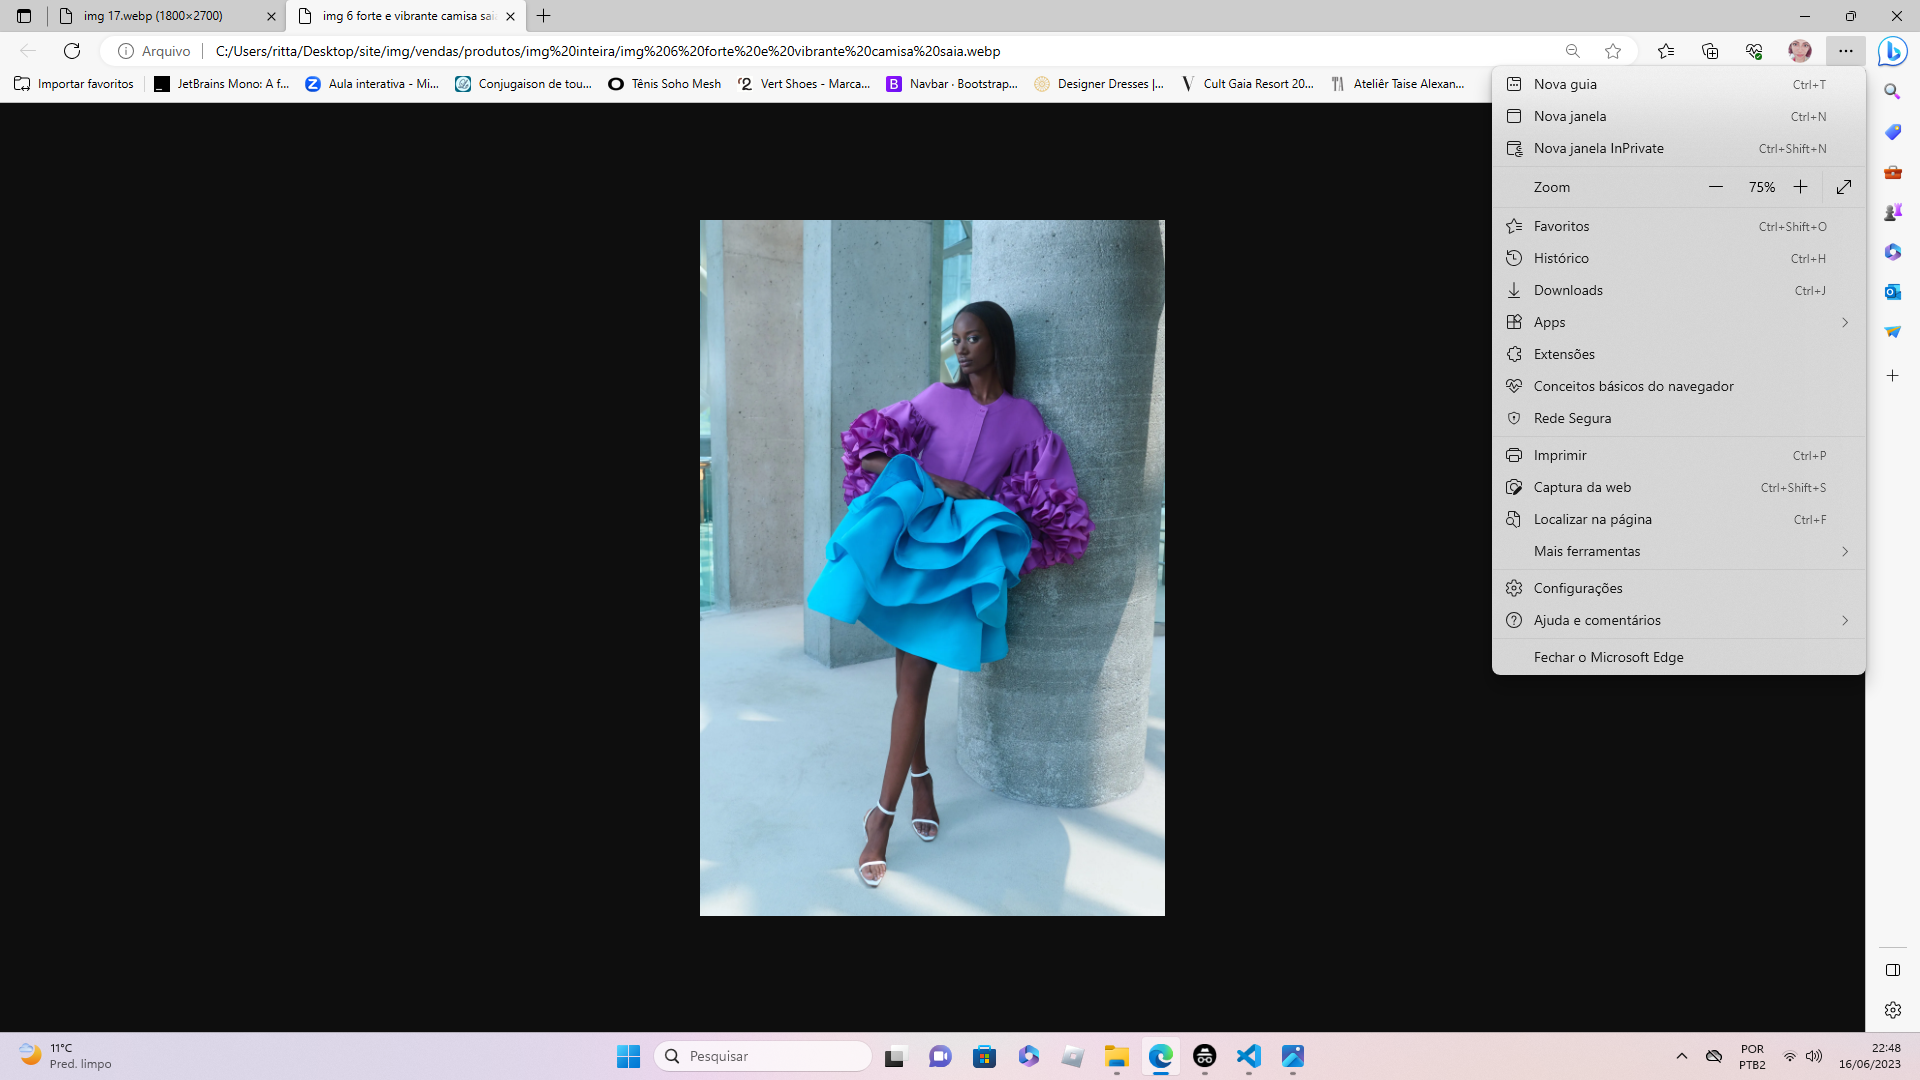 img 17.webp (1800×2700)
img 6 forte e vibrante camisa sai
Arquivo
C:/Users/ritta/Desktop/site/img/vendas/produtos/img%20inteira/img%206%20forte%20e%20vibrante%20camisa%20saia.webp
Importar favoritos
JetBrains Mono: A f...
Aula interativa - Mi...
Conjugaison de tou...
Tênis Soho Mesh
Vert Shoes - Marca...
Navbar · Bootstrap...
Designer Dresses |...
Cult Gaia Resort 20...
Ateliêr Taise Alexan...
Nova guia Ctrl+T
Nova janela Ctrl+N
Nova janela InPrivate Ctrl+Shift+N
Zoom 75%
Favoritos Ctrl+Shift+O
Histórico Ctrl+H
Downloads Ctrl+J
Apps
Extensões
Conceitos básicos do navegador
Rede Segura
Imprimir Ctrl+P
Captura da web Ctrl+Shift+S
Localizar na página Ctrl+F
Mais ferramentas
Configurações
Ajuda e comentários
Fechar o Microsoft Edge
11°C
Pred. limpo
Pesquisar
POR
PTB2
22:48
16/06/2023